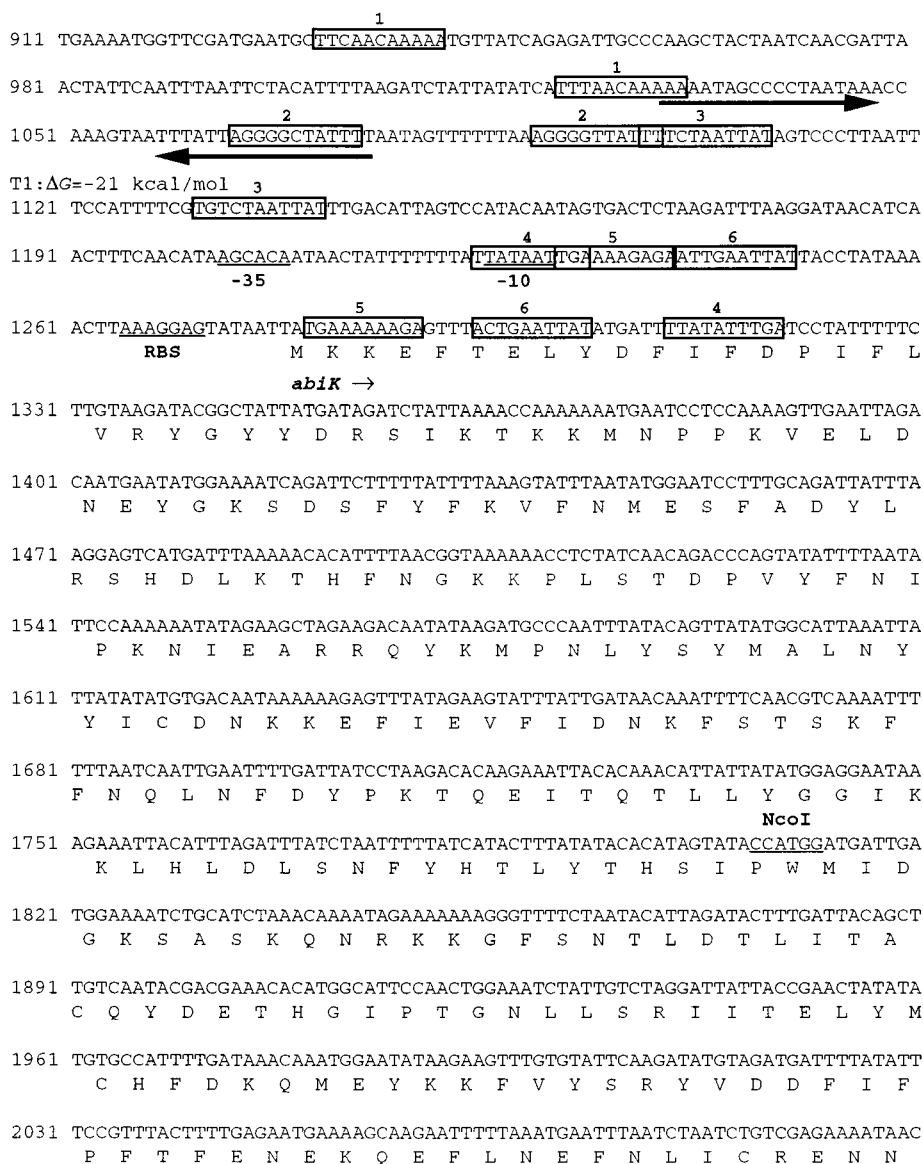 1
911 TGAAAATGGTTCGATGAATGCTTCAACAAAAATGTTATCAGAGATTGCCCAAGCTACTAATCAACGATTA
1
981 ACTATTCAATTTAATTCTACATTTTAAGATCTATTATATCATTTAACAAAAAAATAGCCCCTAATAAACC
2 2 3
1051 AAAGTAATTTATTAGGGGCTATTTTAATAGTTTTTTAAAGGGGTTATTTTCTAATTATAGTCCCTTAATT
T1:ΔG=-21 kcal/mol
3
1121 TCCATTTTCGTGTCTAATTATTTGACATTAGTCCATACAATAGTGACTCTAAGATTTAAGGATAACATCA
4 5 6
1191 ACTTTCAACATAAGCACAATAACTATTTTTTTATTATAATTGAAAAGAGAATTGAATTATTACCTATAAA
-35 -10
5 6 4
1261 ACTTAAAGGAGTATAATTATGAAAAAAGAGTTTACTGAATTATATGATTTTATATTTGATCCTATTTTTC
RBS M K K E F T E L Y D F I F D P I F L
abiK →
1331 TTGTAAGATACGGCTATTATGATAGATCTATTAAAACCAAAAAAATGAATCCTCCAAAAGTTGAATTAGA
V R Y G Y Y D R S I K T K K M N P P K V E L D
1401 CAATGAATATGGAAAATCAGATTCTTTTTATTTTAAAGTATTTAATATGGAATCCTTTGCAGATTATTTA
N E Y G K S D S F Y F K V F N M E S F A D Y L
1471 AGGAGTCATGATTTAAAAACACATTTTAACGGTAAAAAACCTCTATCAACAGACCCAGTATATTTTAATA
R S H D L K T H F N G K K P L S T D P V Y F N I
1541 TTCCAAAAAATATAGAAGCTAGAAGACAATATAAGATGCCCAATTTATACAGTTATATGGCATTAAATTA
P K N I E A R R Q Y K M P N L Y S Y M A L N Y
1611 TTATATATGTGACAATAAAAAAGAGTTTATAGAAGTATTTATTGATAACAAATTTTCAACGTCAAAATTT
Y I C D N K K E F I E V F I D N K F S T S K F
1681 TTTAATCAATTGAATTTTGATTATCCTAAGACACAAGAAATTACACAAACATTATTATATGGAGGAATAA
F N Q L N F D Y P K T Q E I T Q T L L Y G G I K
NcoI
1751 AGAAATTACATTTAGATTTATCTAATTTTTATCATACTTTATATACACATAGTATACCATGGATGATTGA
K L H L D L S N F Y H T L Y T H S I P W M I D
1821 TGGAAAATCTGCATCTAAACAAAATAGAAAAAAAGGGTTTTCTAATACATTAGATACTTTGATTACAGCT
G K S A S K Q N R K K G F S N T L D T L I T A
1891 TGTCAATACGACGAAACACATGGCATTCCAACTGGAAATCTATTGTCTAGGATTATTACCGAACTATATA
C Q Y D E T H G I P T G N L L S R I I T E L Y M
1961 TGTGCCATTTTGATAAACAAATGGAATATAAGAAGTTTGTGTATTCAAGATATGTAGATGATTTTATATT
C H F D K Q M E Y K K F V Y S R Y V D D F I F
2031 TCCGTTTACTTTTGAGAATGAAAAGCAAGAATTTTTAAATGAATTTAATCTAATCTGTCGAGAAAATAAC
P F T F E N E K Q E F L N E F N L I C R E N N